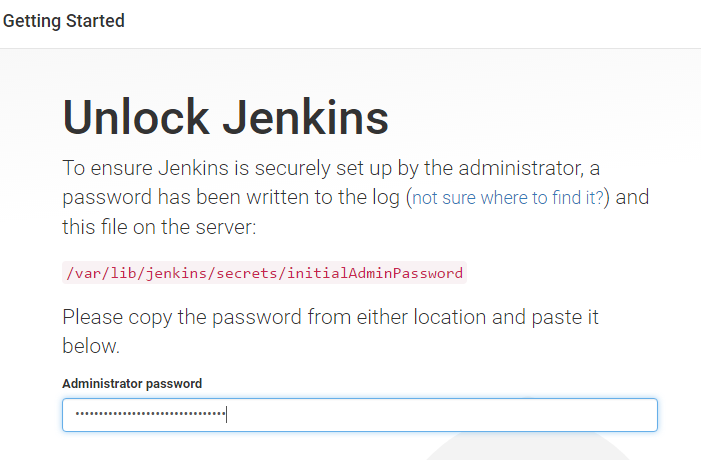 Getting Started
Unlock Jenkins
To ensure Jenkins is securely set up by the administrator, a
password has been written to the log (not sure where to find it?) and
this file on the server:
/var/lib/jenkins/secrets/initialAdminPassword
Please copy the password from either location and paste it
below.
Administrator password
••••••••••••••••••••••••••••••••